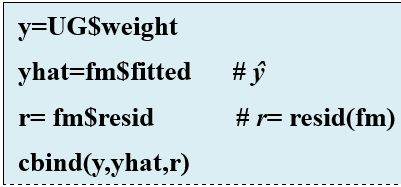 y=UG$weight
yhat=fm$fitted # ŷ
r= fm$resid # r= resid(fm)
cbind(y,yhat,r)